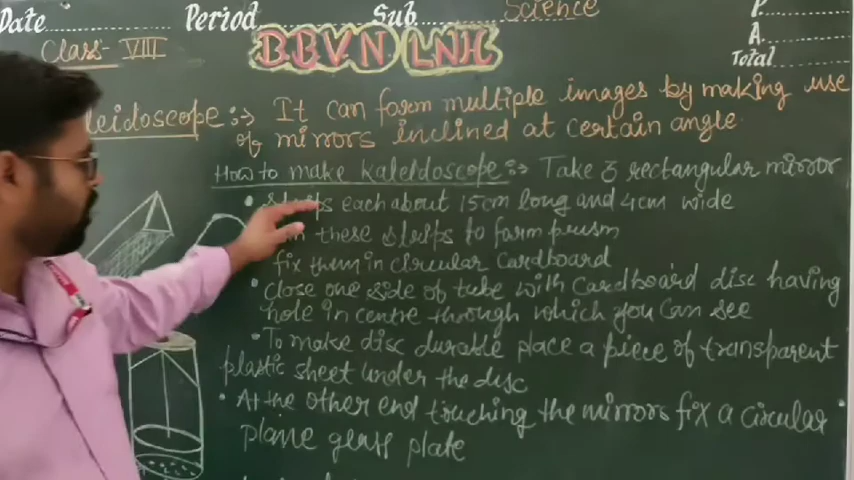 Date Period Sub Science P
Class - VIII BBVN LNH A
Total
leidoscope :-> It can form multiple images by making use
of mirrors inclined at certain angle
How to make kaleidoscope :-> Take 3 rectangular mirror
• strips each about 15cm long and 4cm wide
these strips to form prism
fix them in circular Cardboard
• Close one side of tube with Cardboard disc having
hole in centre through which you can see
• To make disc durable place a piece of transparent
plastic sheet under the disc
• At the other end touching the mirrors fix a circular
plane glass plate